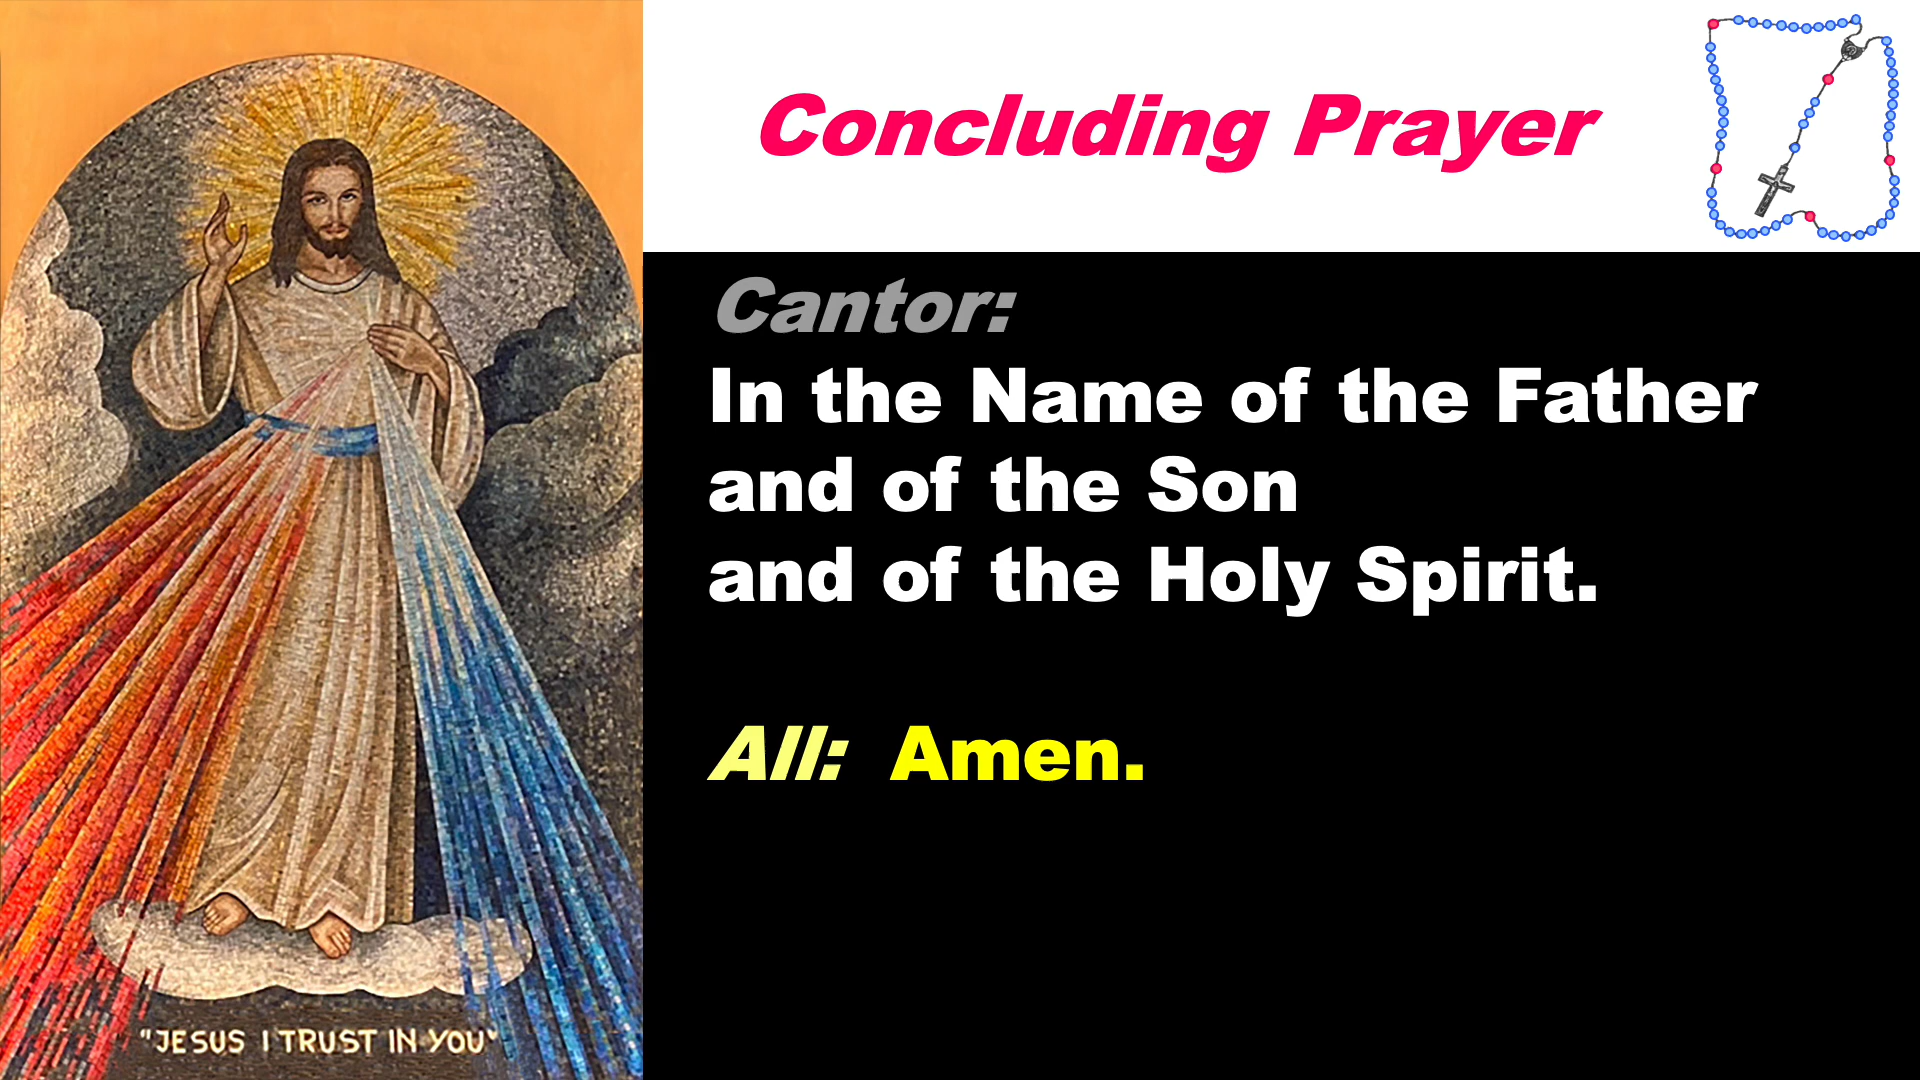 Concluding Prayer
Cantor:
In the Name of the Father
and of the Son
and of the Holy Spirit.
All: Amen.
"JESUS I TRUST IN YOU"